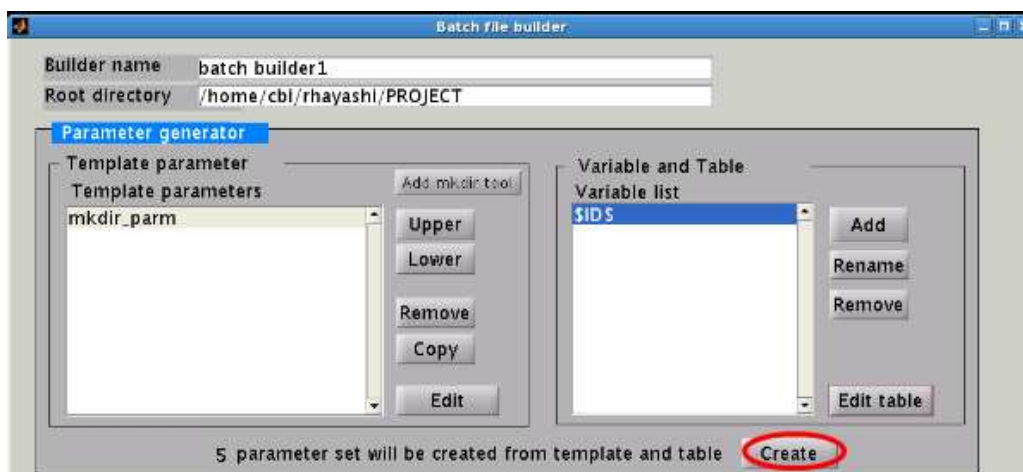 Batch file builder
Builder name
batch builder1
Root directory
/home/cbi/rhayashi/PROJECT
Parameter generator
Template parameter
Template parameters
mkdir_parm
Add mkdir tool
Upper
Lower
Remove
Copy
Edit
Variable and Table
Variable list
$ID$
Add
Rename
Remove
Edit table
5 parameter set will be created from template and table
Create